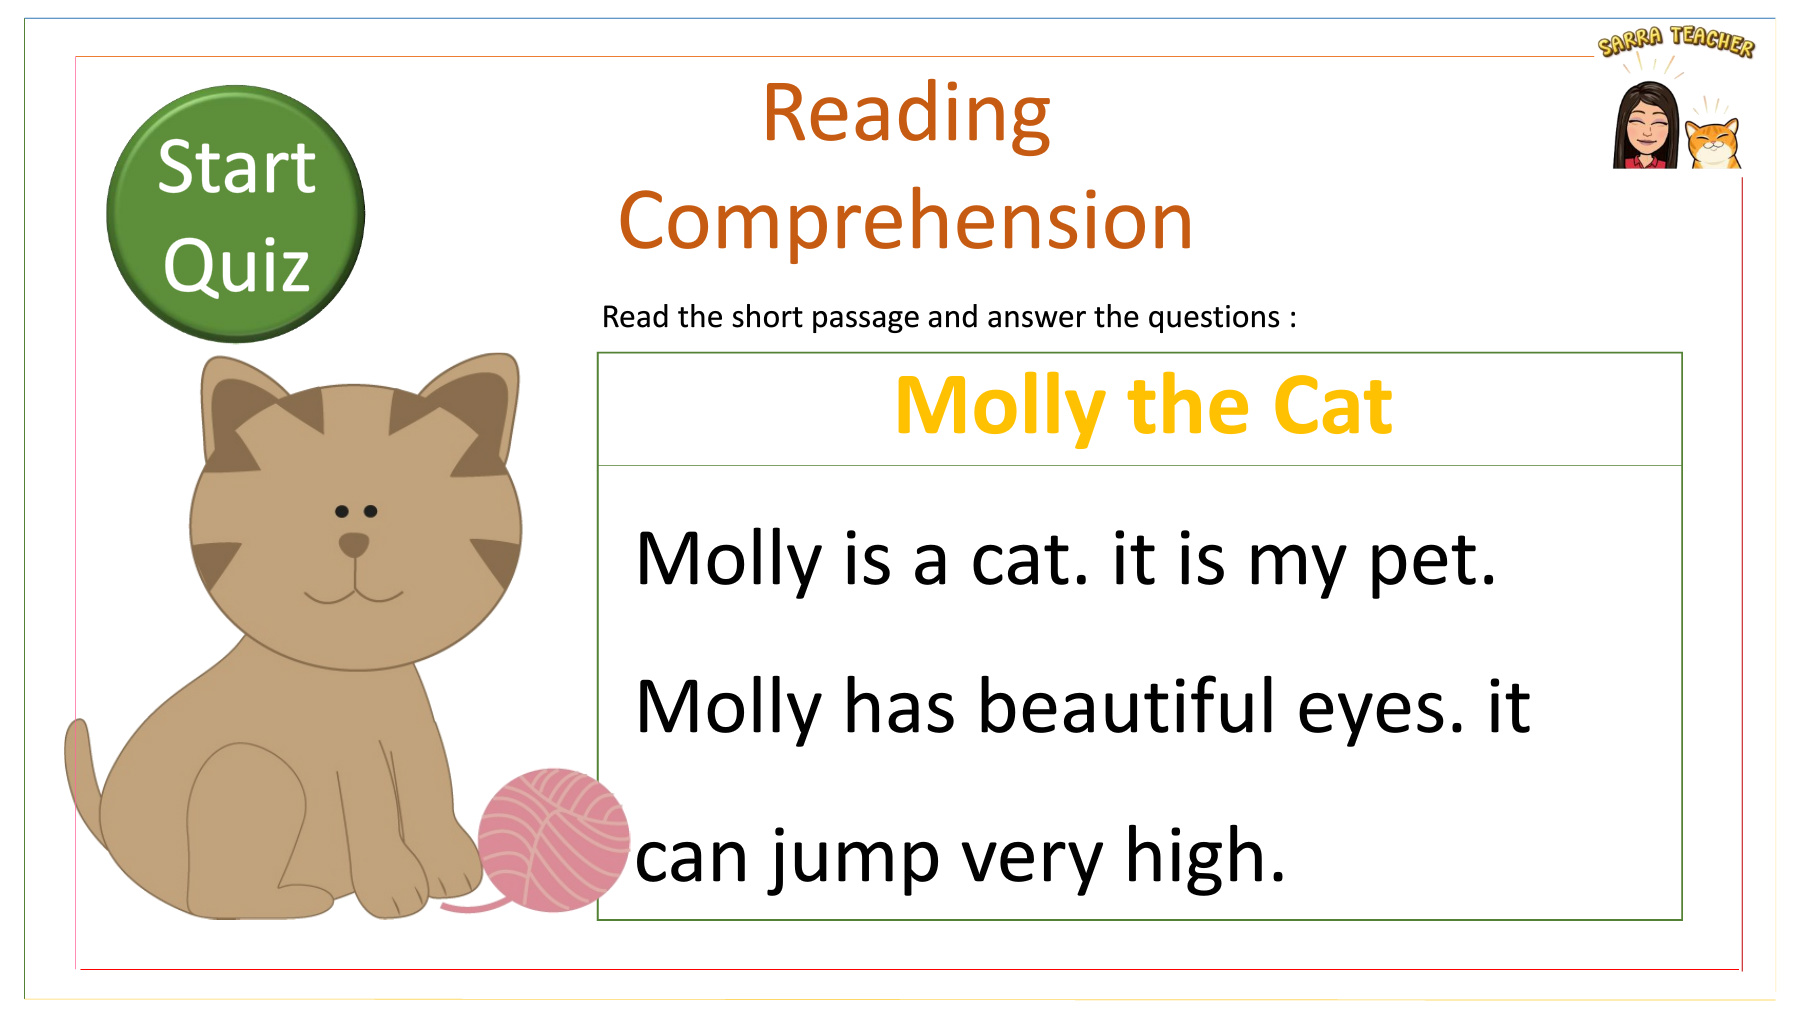 SARRA TEACHER
Start
Quiz
Reading
Comprehension
Read the short passage and answer the questions :
Molly the Cat
Molly is a cat. it is my pet.
Molly has beautiful eyes. it
can jump very high.